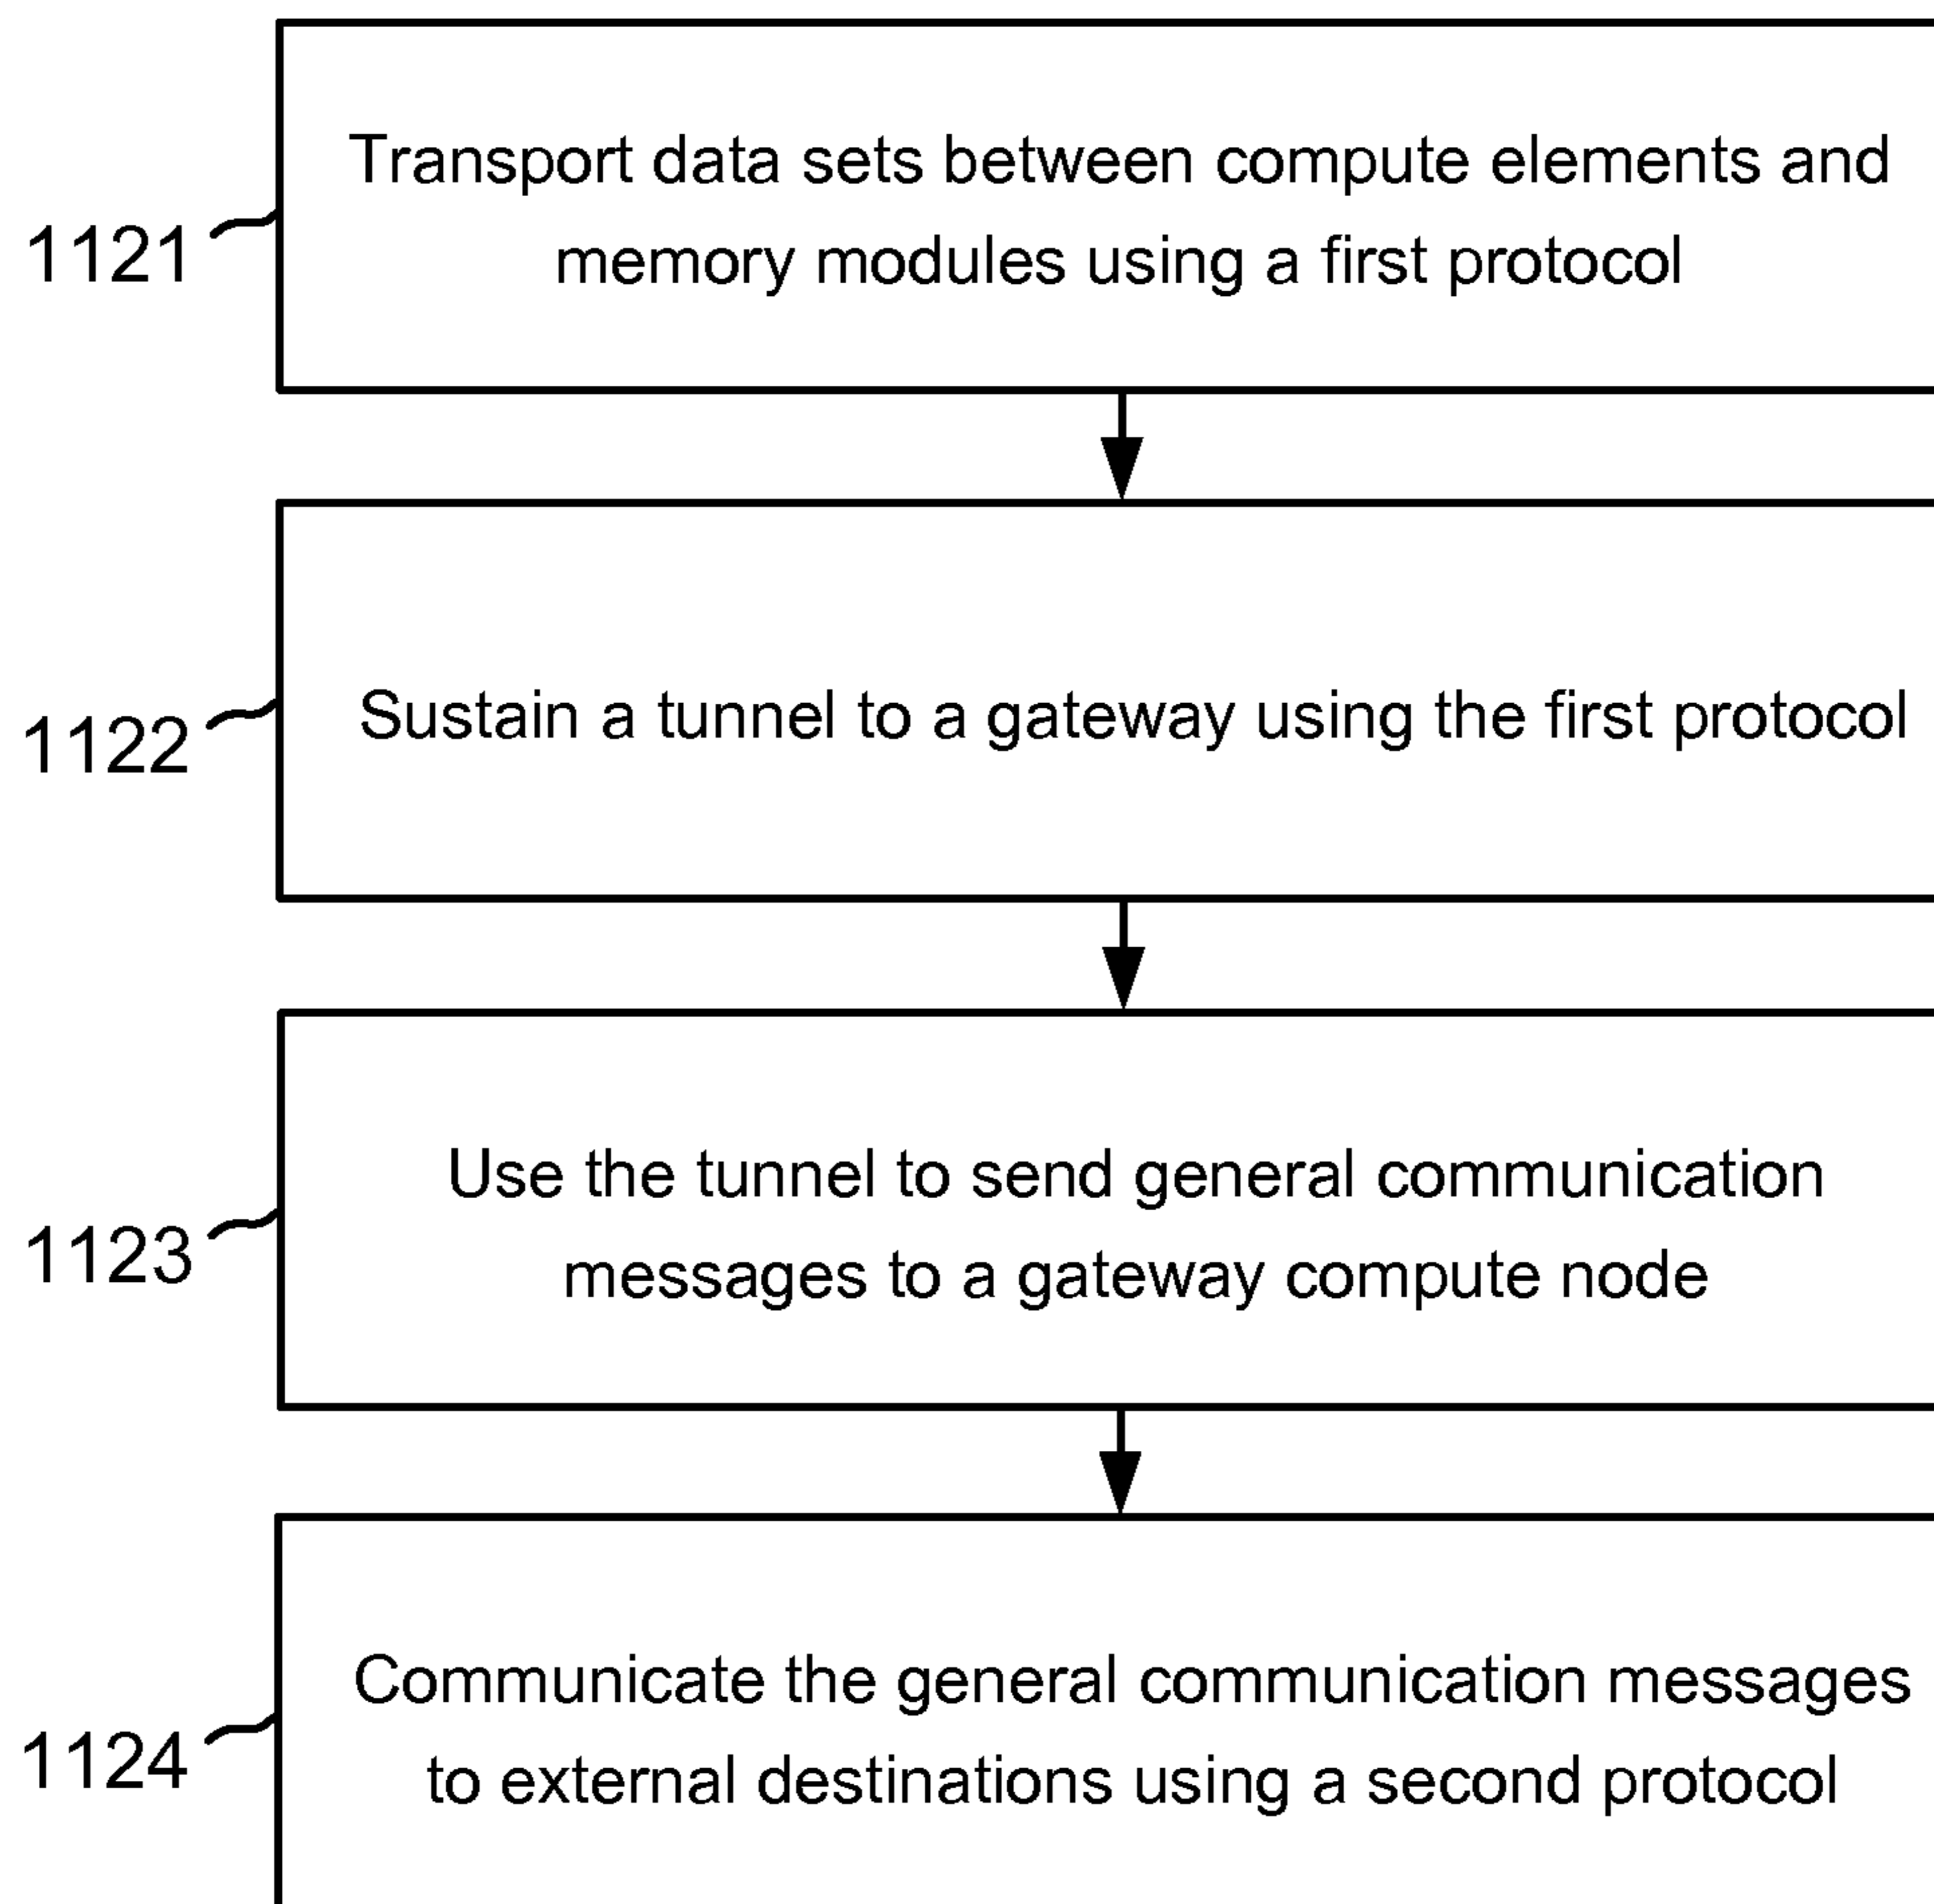 Transport data sets between compute elements and
memory modules using a first protocol
1121
Sustain a tunnel to a gateway using the first protocol
1122
Use the tunnel to send general communication
messages to a gateway compute node
1123
Communicate the general communication messages
to external destinations using a second protocol
1124